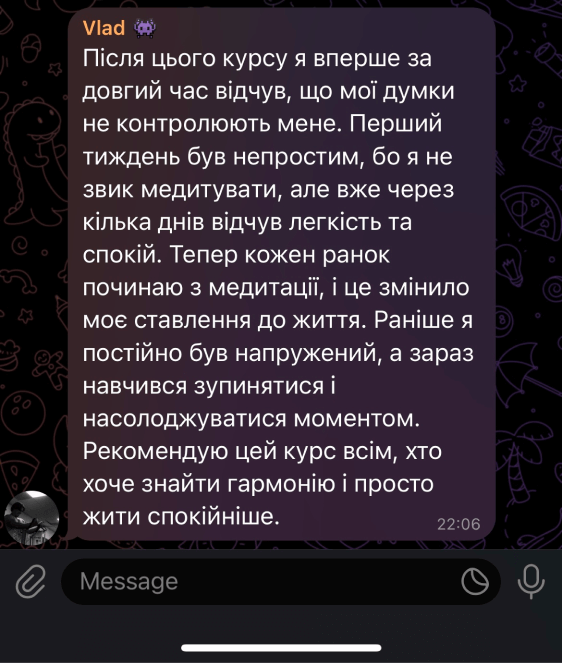 Vlad 👾
Після цього курсу я вперше за
довгий час відчув, що мої думки
не контролюють мене. Перший
тиждень був непростим, бо я не
звик медитувати, але вже через
кілька днів відчув легкість та
спокій. Тепер кожен ранок
починаю з медитації, і це змінило
моє ставлення до життя. Раніше я
постійно був напружений, а зараз
навчився зупинятися і
насолоджуватися моментом.
Рекомендую цей курс всім, хто
хоче знайти гармонію і просто
жити спокійніше.
22:06
Message